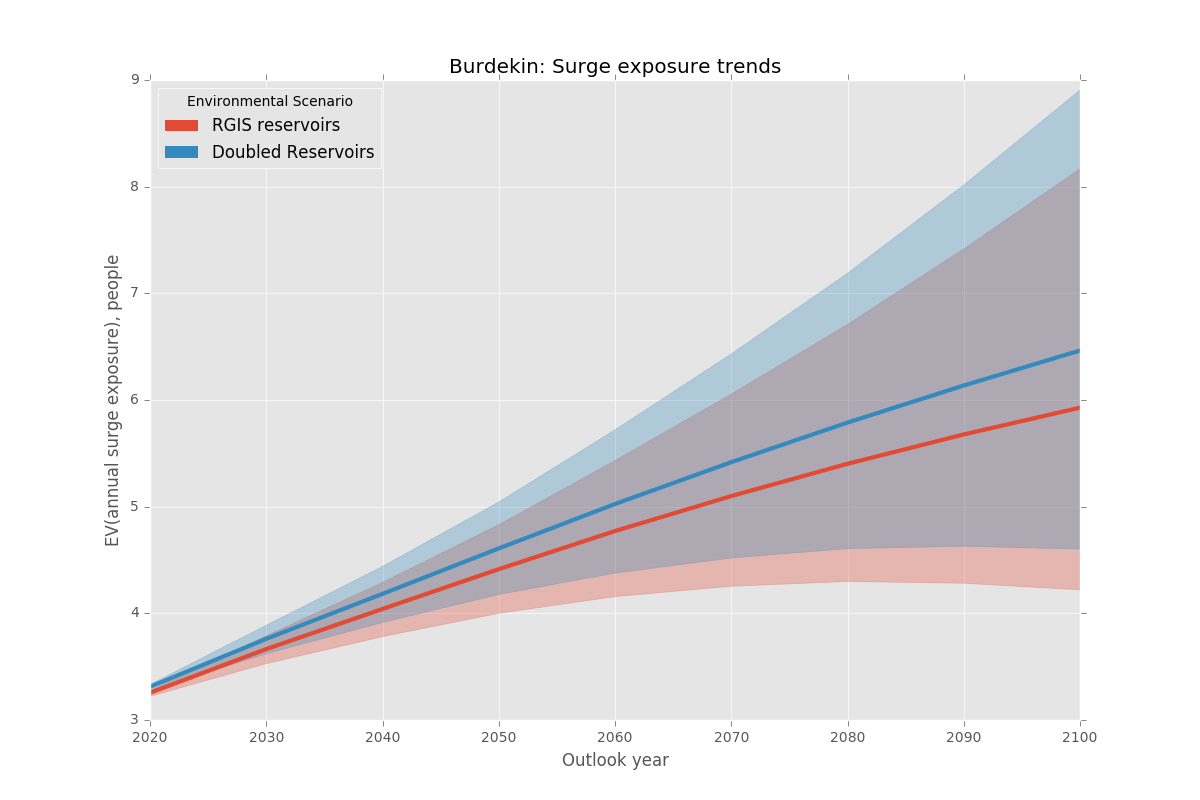 Burdekin: Surge exposure trends
Environmental Scenario
RGIS reservoirs
Doubled Reservoirs
EV(annual surge exposure), people
9
8
7
6
5
4
3
2020 2030 2040 2050 2060 2070 2080 2090 2100
Outlook year